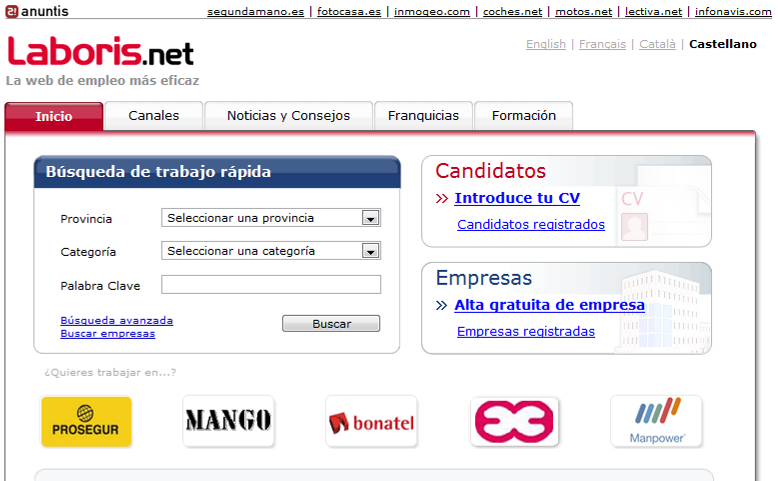 2! anuntis
segundamano.es | fotocasa.es | inmogeo.com | coches.net | motos.net | lectiva.net | infonavis.com
Laboris.net
La web de empleo más eficaz
English | Français | Català | Castellano
Inicio
Canales
Noticias y Consejos
Franquicias
Formación
Búsqueda de trabajo rápida
Provincia
Seleccionar una provincia
Categoría
Seleccionar una categoría
Palabra Clave
Búsqueda avanzada
Buscar empresas
Buscar
Candidatos
» Introduce tu CV
Candidatos registrados
CV
Empresas
» Alta gratuita de empresa
Empresas registradas
¿Quieres trabajar en...?
PROSEGUR
MANGO
bonatel
Manpower